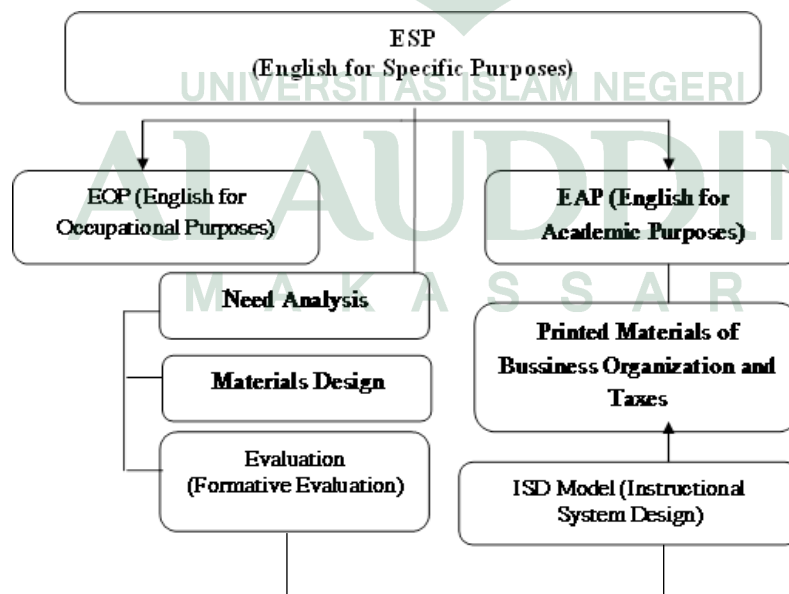 ESP
(English for Specific Purposes)
UNIVERSITAS ISLAM NEGERI
ALAUDDIN
MAKASSAR
EOP (English for
Occupational Purposes)
EAP (English for
Academic Purposes)
Need Analysis
Materials Design
Evaluation
(Formative Evaluation)
Printed Materials of
Bussiness Organization and
Taxes
ISD Model (Instructional
System Design)